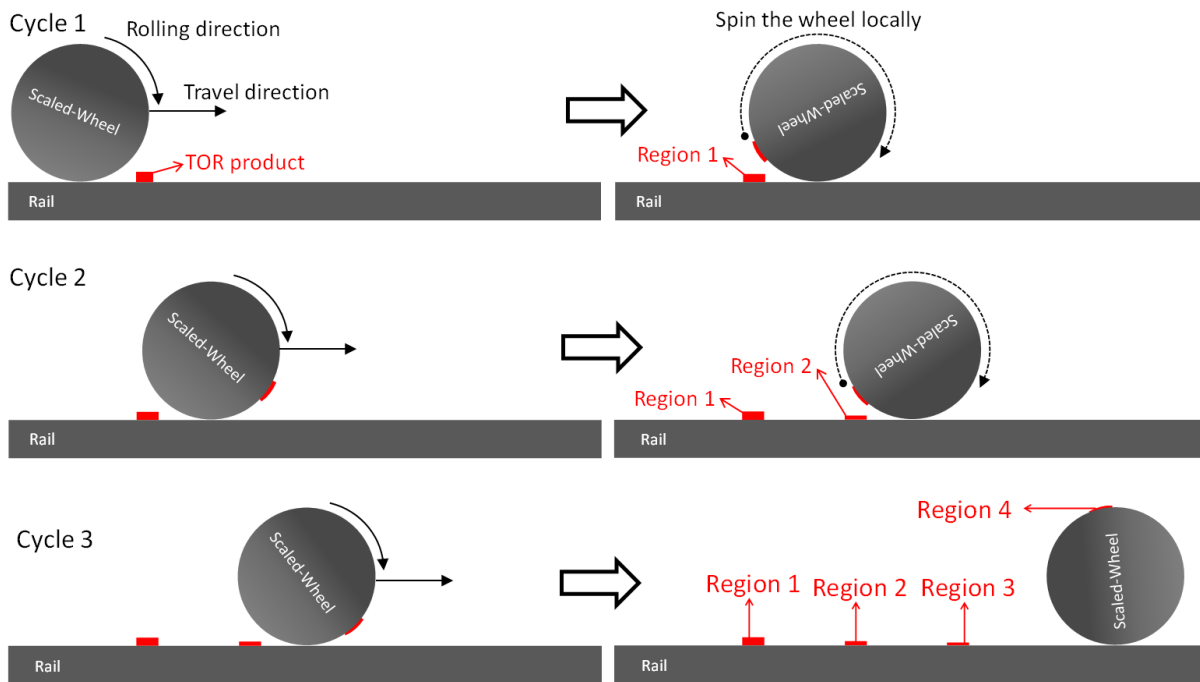 Cycle 1
Rolling direction
Spin the wheel locally
Scaled-Wheel
Travel direction
Scaled-Wheel
TOR product
Region 1
Rail
Rail
Cycle 2
Scaled-Wheel
Scaled-Wheel
Region 2
Region 1
Rail
Rail
Cycle 3
Region 4
Scaled-Wheel
Scaled-Wheel
Region 1
Region 2
Region 3
Rail
Rail